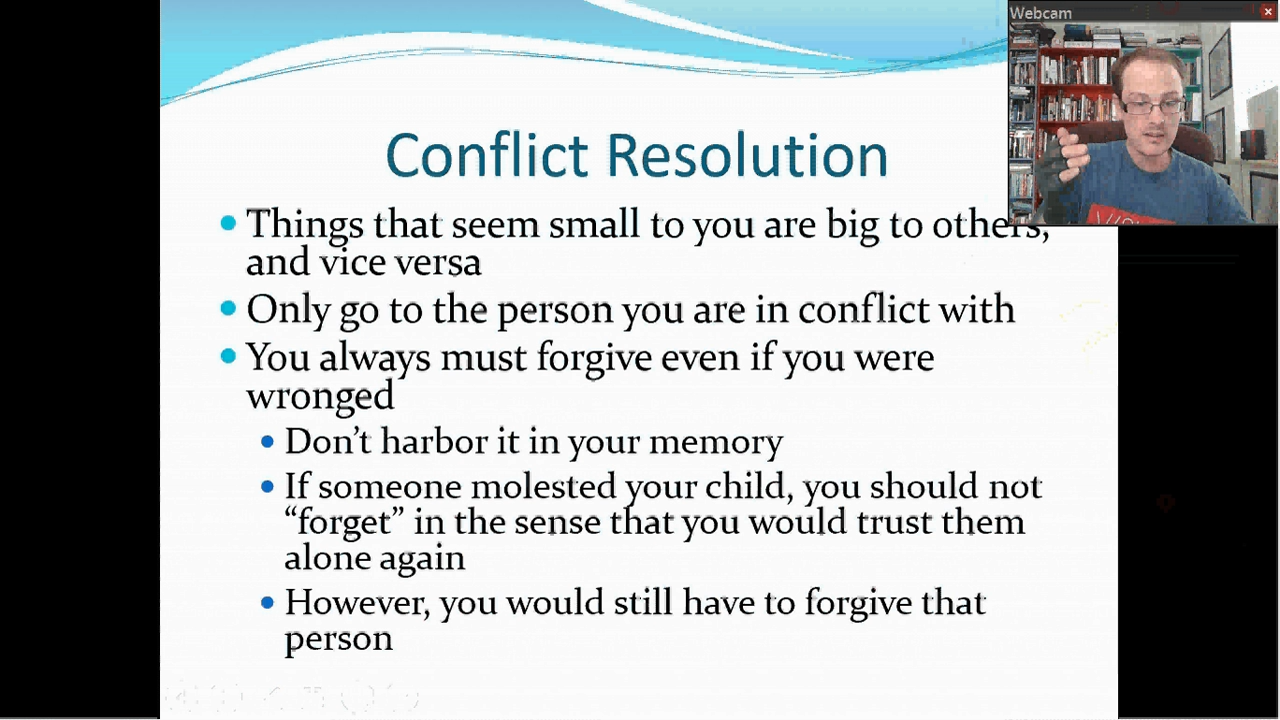 Webcam
Conflict Resolution
Things that seem small to you are big to others,
and vice versa
Only go to the person you are in conflict with
You always must forgive even if you were
wronged
Don’t harbor it in your memory
If someone molested your child, you should not
“forget” in the sense that you would trust them
alone again
However, you would still have to forgive that
person